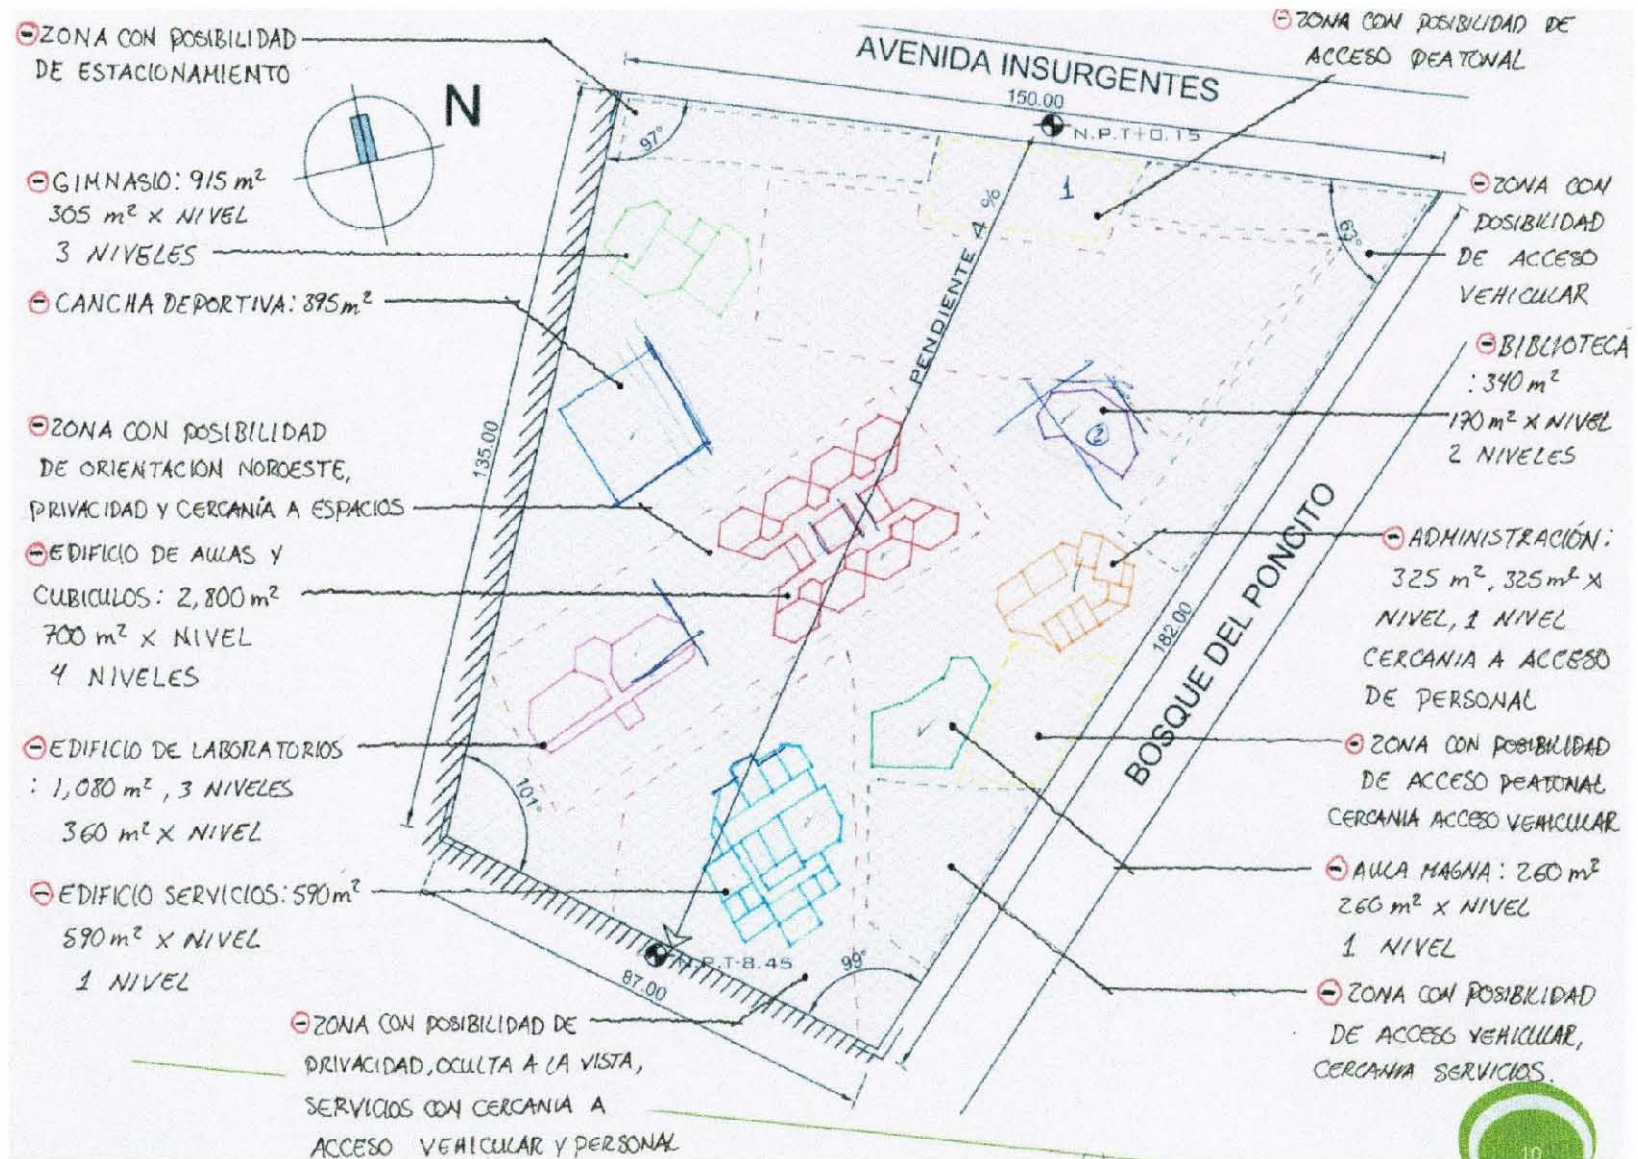 ZONA CON POSIBILIDAD
DE ESTACIONAMIENTO
N
GIMNASIO: 915 m²
305 m² X NIVEL
3 NIVELES
CANCHA DEPORTIVA: 395 m²
ZONA CON POSIBILIDAD
DE ORIENTACION NOROESTE,
PRIVACIDAD Y CERCANÍA A ESPACIOS
EDIFICIO DE AULAS Y
CUBICULOS: 2,800 m²
700 m² X NIVEL
4 NIVELES
EDIFICIO DE LABORATORIOS
: 1,080 m², 3 NIVELES
360 m² X NIVEL
EDIFICIO SERVICIOS: 590 m²
590 m² X NIVEL
1 NIVEL
ZONA CON POSIBILIDAD DE
PRIVACIDAD, OCULTA A LA VISTA,
SERVICIOS CON CERCANIA A
ACCESO VEHICULAR Y PERSONAL
AVENIDA INSURGENTES
150.00
N.P.T+0.15
97°
1
63°
PENDIENTE 4 %
135.00
2
182.00
BOSQUE DEL PONCITO
101°
N.P.T-8.45
99°
87.00
ZONA CON POSIBILIDAD DE
ACCESO PEATONAL
ZONA CON
POSIBILIDAD
DE ACCESO
VEHICULAR
BIBLIOTECA
: 340 m²
170 m² X NIVEL
2 NIVELES
ADMINISTRACIÓN:
325 m², 325 m² X
NIVEL, 1 NIVEL
CERCANIA A ACCESO
DE PERSONAL
ZONA CON POSIBILIDAD
DE ACCESO PEATONAL
CERCANIA ACCESO VEHICULAR
AULA MAGNA: 260 m²
260 m² X NIVEL
1 NIVEL
ZONA CON POSIBILIDAD
DE ACCESO VEHICULAR,
CERCANIA SERVICIOS.
10